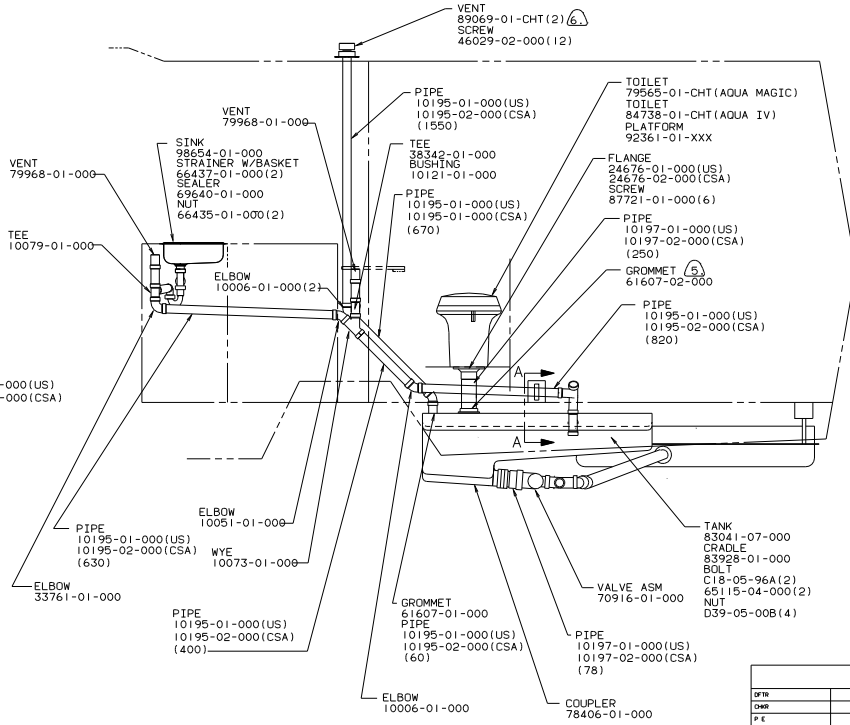 VENT
89069-01-CHT(2) 6.
SCREW
46029-02-000(12)
TOILET
79565-01-CHT(AQUA MAGIC)
TOILET
84738-01-CHT(AQUA IV)
PLATFORM
92361-01-XXX
PIPE
10195-01-000(US)
10195-02-000(CSA)
(1550)
VENT
79968-01-000
TEE
38342-01-000
BUSHING
10121-01-000
SINK
98654-01-000
STRAINER W/BASKET
66437-01-000(2)
SEALER
69640-01-000
NUT
66435-01-000(2)
VENT
79968-01-000
FLANGE
24676-01-000(US)
24676-02-000(CSA)
SCREW
87721-01-000(6)
PIPE
10195-01-000(US)
10195-01-000(CSA)
(670)
PIPE
10197-01-000(US)
10197-02-000(CSA)
(250)
TEE
10079-01-000
GROMMET 5.
61607-02-000
ELBOW
10006-01-000(2)
PIPE
10195-01-000(US)
10195-02-000(CSA)
(820)
A
A
-000(US)
-000(CSA)
ELBOW
10051-01-000
PIPE
10195-01-000(US)
10195-02-000(CSA)
(630)
WYE
10073-01-000
TANK
83041-07-000
CRADLE
83928-01-000
BOLT
C18-05-96A(2)
65115-04-000(2)
NUT
D39-05-00B(4)
ELBOW
33761-01-000
VALVE ASM
70916-01-000
PIPE
10195-01-000(US)
10195-02-000(CSA)
(400)
GROMMET
61607-01-000
PIPE
10195-01-000(US)
10195-02-000(CSA)
(60)
PIPE
10197-01-000(US)
10197-02-000(CSA)
(78)
ELBOW
10006-01-000
COUPLER
78406-01-000
DFTR
CHKR
P E